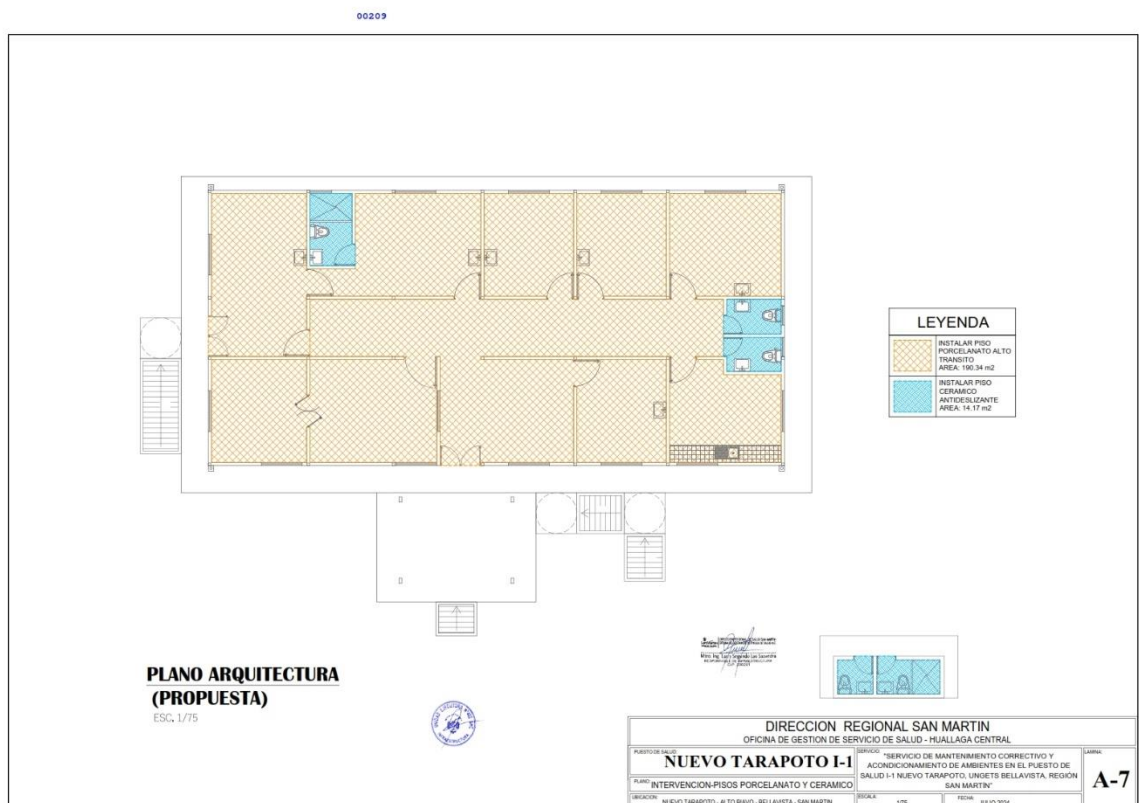 00209
LEYENDA
INSTALAR PISO
PORCELANATO ALTO
TRANSITO
AREA: 190.34 m2
INSTALAR PISO
CERAMICO
ANTIDESLIZANTE
AREA: 14.17 m2
PLANO ARQUITECTURA
(PROPUESTA)
ESC. 1/75
DIRECCION REGIONAL SAN MARTIN
OFICINA DE GESTION DE SERVICIO DE SALUD - HUALLAGA CENTRAL
PUESTO DE SALUD:
NUEVO TARAPOTO I-1
PLANO:
INTERVENCION-PISOS PORCELANATO Y CERAMICO
UBICACION:
NUEVO TARAPOTO - ALTO BIAVO - BELLAVISTA - SAN MARTIN
SERVICIO:
"SERVICIO DE MANTENIMIENTO CORRECTIVO Y
ACONDICIONAMIENTO DE AMBIENTES EN EL PUESTO DE
SALUD I-1 NUEVO TARAPOTO, UNGETS BELLAVISTA, REGIÓN
SAN MARTIN"
ESCALA:
1/75
FECHA:
JULIO-2024
LAMINA:
A-7